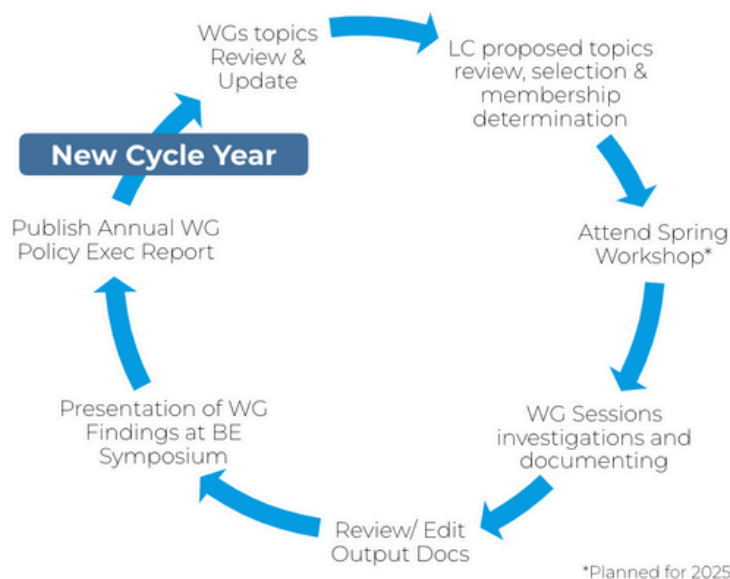 WGs topics
Review &
Update
LC proposed topics
review, selection &
membership
determination
Attend Spring
Workshop*
WG Sessions
investigations and
documenting
Review/ Edit
Output Docs
Presentation of WG
Findings at BE
Symposium
Publish Annual WG
Policy Exec Report
New Cycle Year
*Planned for 2025